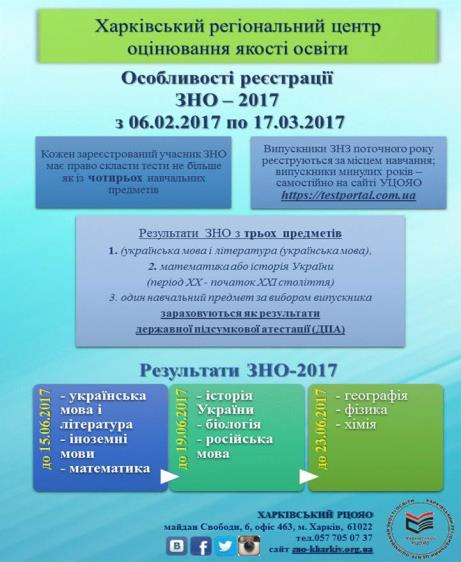 Харківський регіональний центр
оцінювання якості освіти
Особливості реєстрації
ЗНО – 2017
з 06.02.2017 по 17.03.2017
Кожен зареєстрований учасник ЗНО
має право скласти тести не більше
як із чотирьох навчальних
предметів
Випускники ЗНЗ поточного року
реєструються за місцем навчання;
випускники минулих років –
самостійно на сайті УЦОЯО
https://testportal.com.ua
Результати ЗНО з трьох предметів
1. (українська мова і література (українська мова),
2. математика або історія України
(період ХХ - початок ХХІ століття)
3. один навчальний предмет за вибором випускника
зараховуються як результати
державної підсумкової атестації (ДПА)
Результати ЗНО-2017
до 15.06.2017
- українська
мова і
література
- іноземні
мови
- математика
до 19.06.2017
- історія
України
- біологія
- російська
мова
до 23.06.2017
- географія
- фізика
- хімія
ХАРКІВСЬКИЙ РЦОЯО
майдан Свободи, 6, офіс 463, м. Харків, 61022
тел.057 705 07 37
сайт zno-kharkiv.org.ua